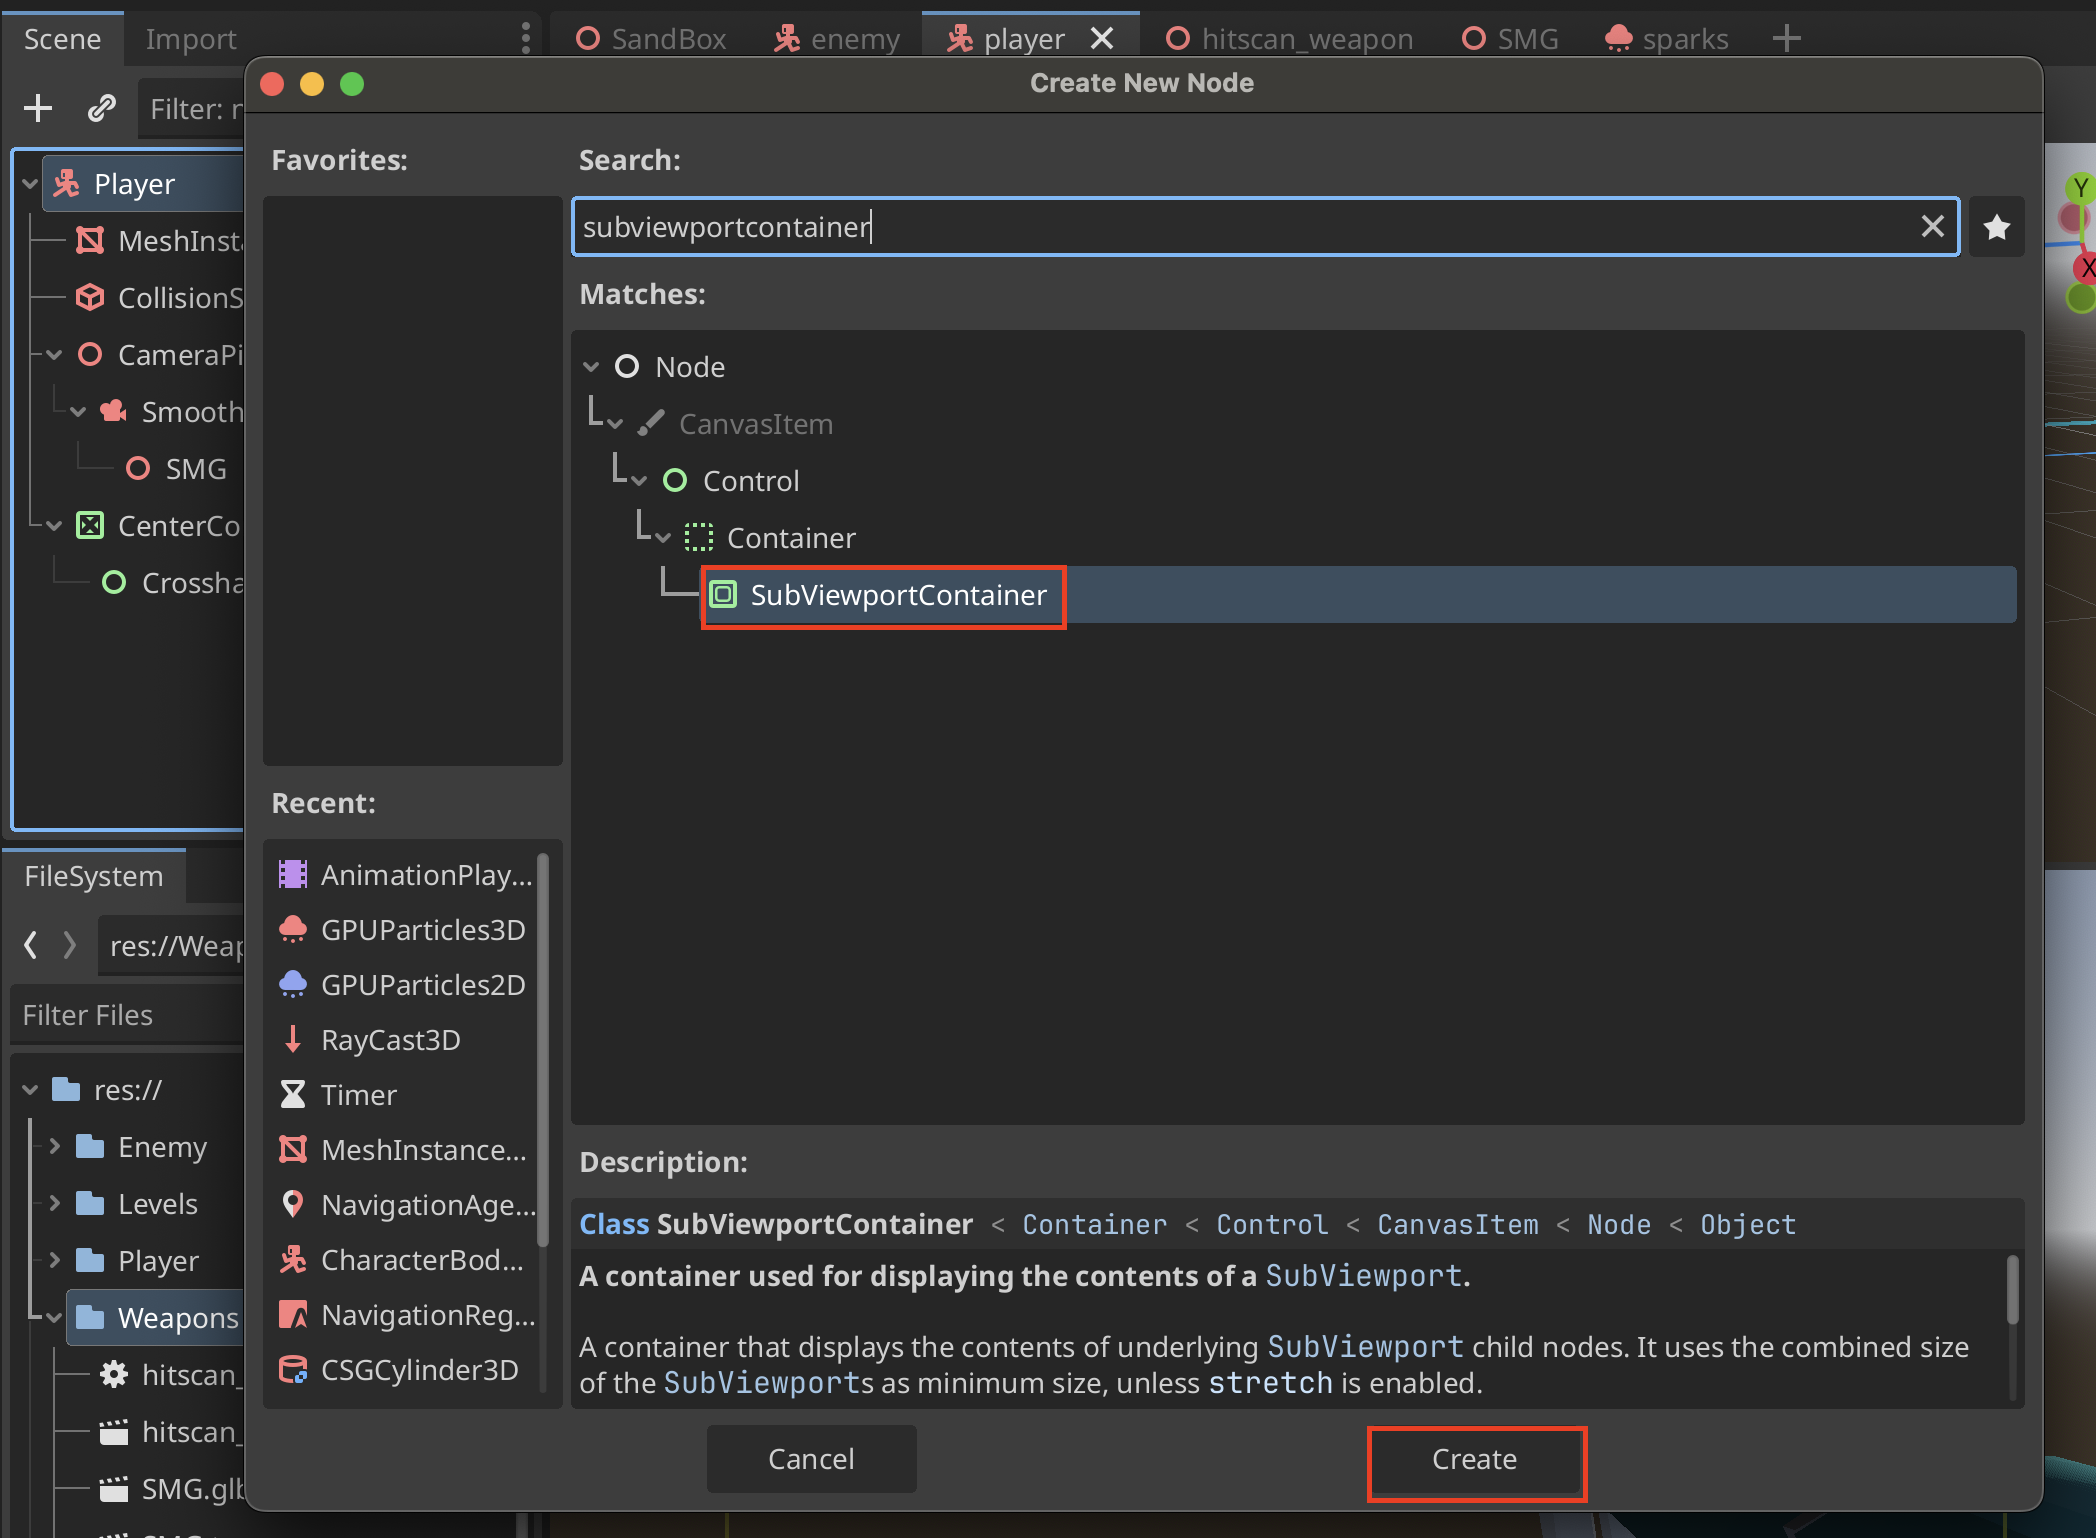 Scene Import
SandBox enemy player hitscan_weapon SMG sparks
Create New Node
Filter: r
Player
MeshInsta
CollisionS
CameraPi
Smooth
SMG
CenterCo
Crossha
Favorites:
Search:
subviewportcontainer
Matches:
Node
CanvasItem
Control
Container
SubViewportContainer
Y
X
Recent:
AnimationPlay...
GPUParticles3D
GPUParticles2D
RayCast3D
Timer
MeshInstance...
NavigationAge...
CharacterBod...
NavigationReg...
CSGCylinder3D
FileSystem
res://Weap
Filter Files
res://
Enemy
Levels
Player
Weapons
hitscan_
hitscan_
SMG.glb
Description:
Class SubViewportContainer < Container < Control < CanvasItem < Node < Object
A container used for displaying the contents of a SubViewport.
A container that displays the contents of underlying SubViewport child nodes. It uses the combined size
of the SubViewports as minimum size, unless stretch is enabled.
Cancel
Create